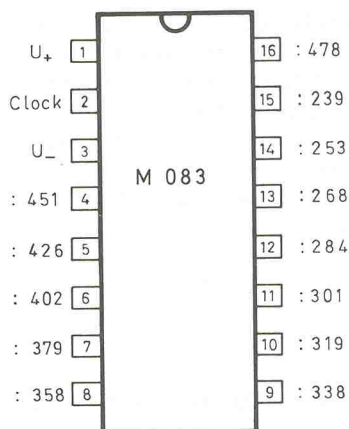 U+ 1 16 : 478
Clock 2 15 : 239
U- 3 14 : 253
M 083
: 451 4 13 : 268
: 426 5 12 : 284
: 402 6 11 : 301
: 379 7 10 : 319
: 358 8 9 : 338